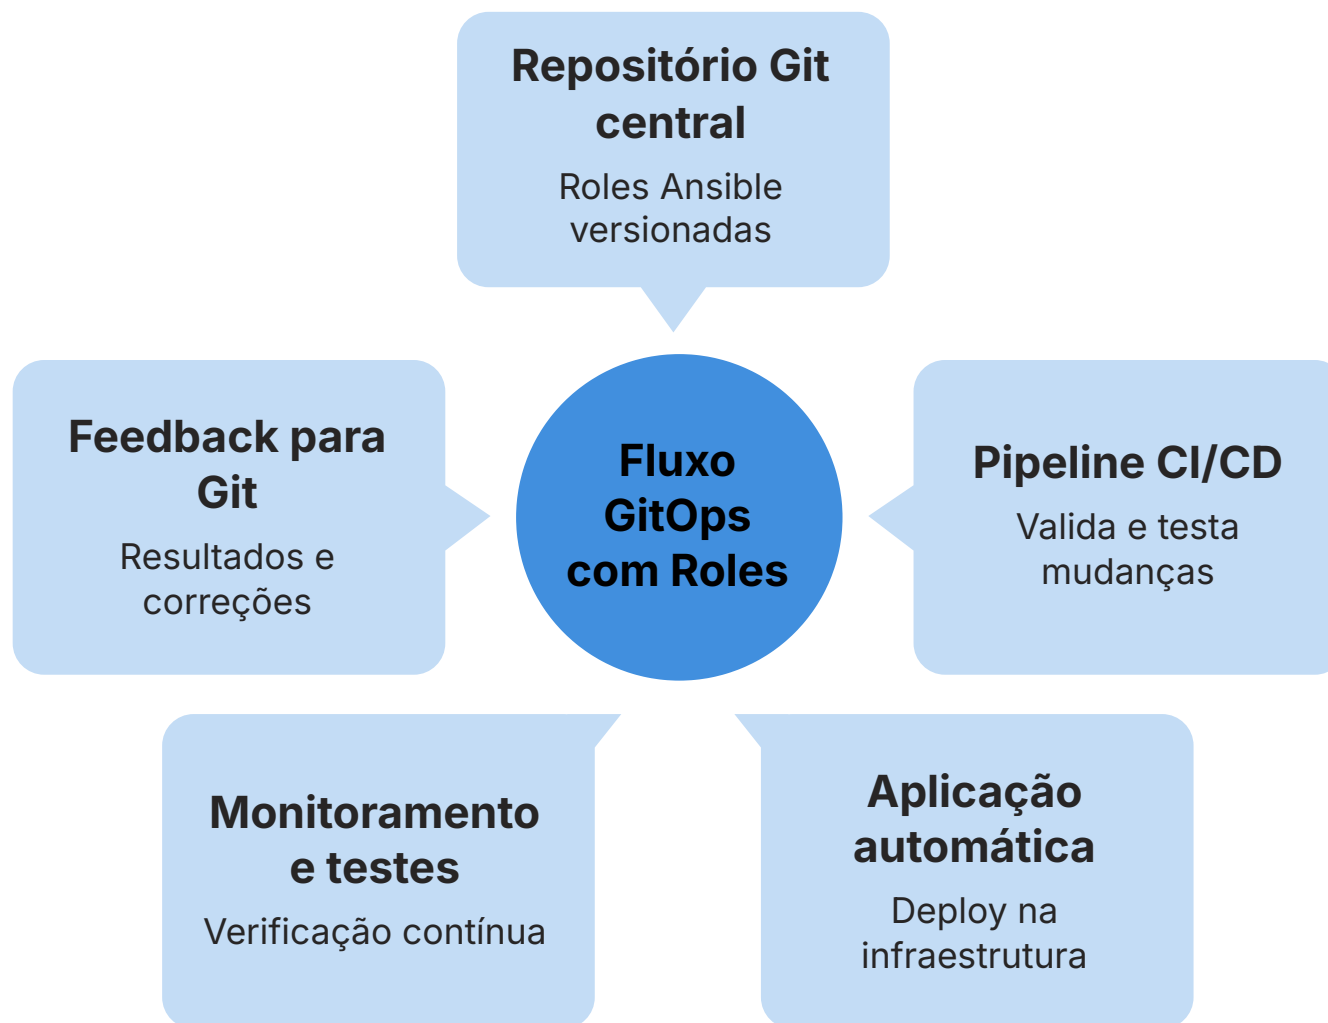 Repositório Git
central
Roles Ansible
versionadas
Feedback para
Git
Resultados e
correções
Fluxo
GitOps
com Roles
Pipeline CI/CD
Valida e testa
mudanças
Monitoramento
e testes
Verificação contínua
Aplicação
automática
Deploy na
infraestrutura